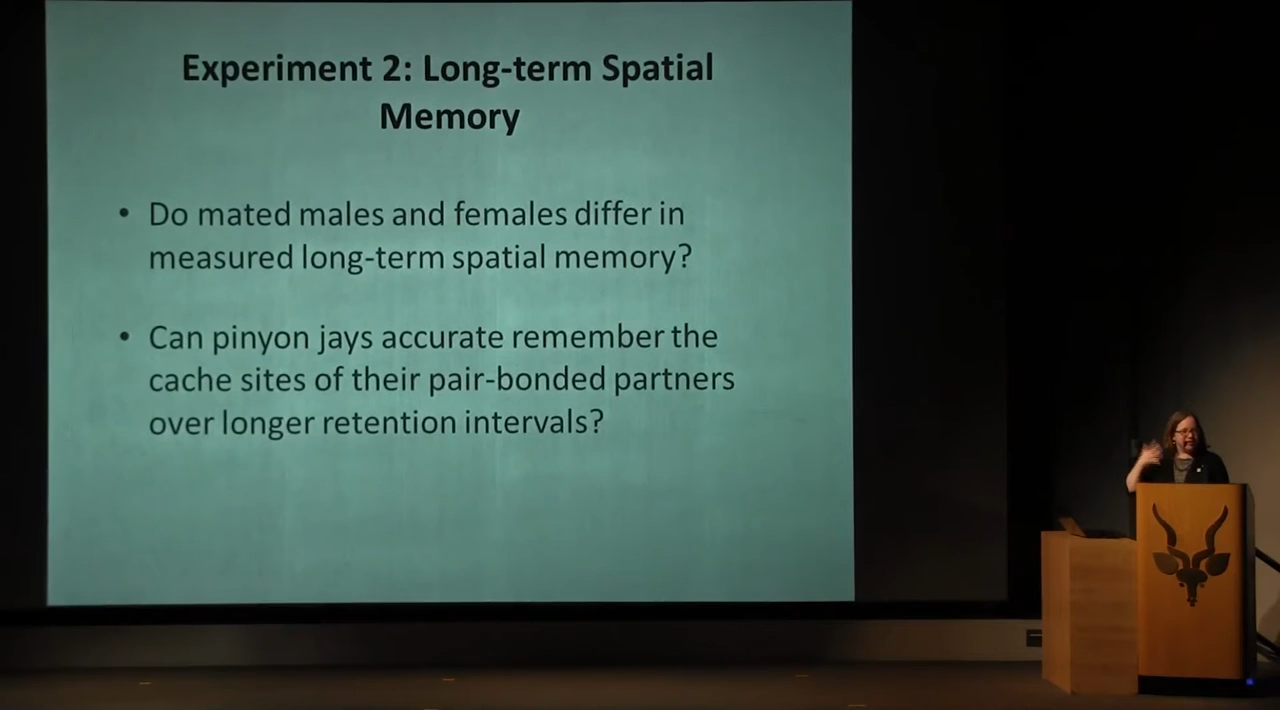 Experiment 2: Long-term Spatial
Memory
• Do mated males and females differ in
measured long-term spatial memory?
• Can pinyon jays accurate remember the
cache sites of their pair-bonded partners
over longer retention intervals?